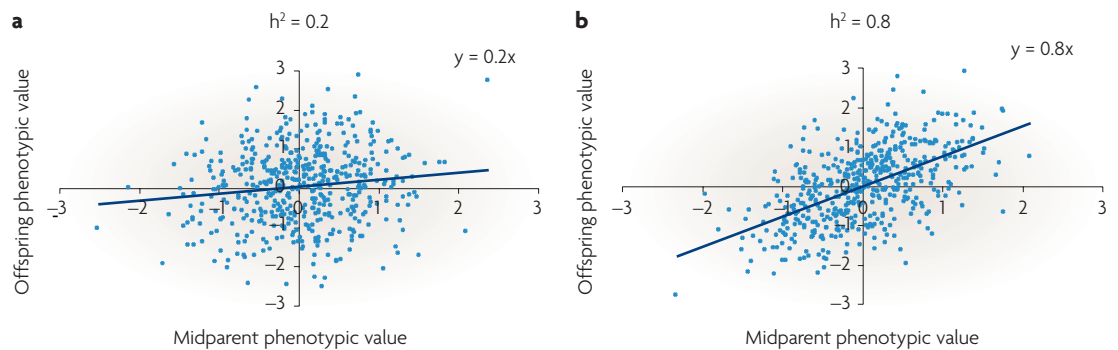 a
h² = 0.2
y = 0.2x
Offspring phenotypic value
3
2
1
0
−1
−2
−3
−3
−2
−1
0
1
2
3
Midparent phenotypic value
b
h² = 0.8
y = 0.8x
Offspring phenotypic value
3
2
1
0
−1
−2
−3
−3
−2
−1
0
1
2
3
Midparent phenotypic value